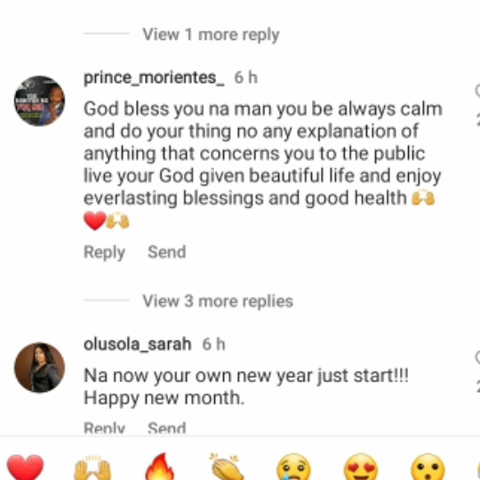 View 1 more reply
prince_morientes_ 6 h
God bless you na man you be always calm
and do your thing no any explanation of
anything that concerns you to the public
live your God given beautiful life and enjoy
everlasting blessings and good health 🙌
❤️🙌
Reply Send
View 3 more replies
olusola_sarah 6 h
Na now your own new year just start!!!
Happy new month.
Reply Send